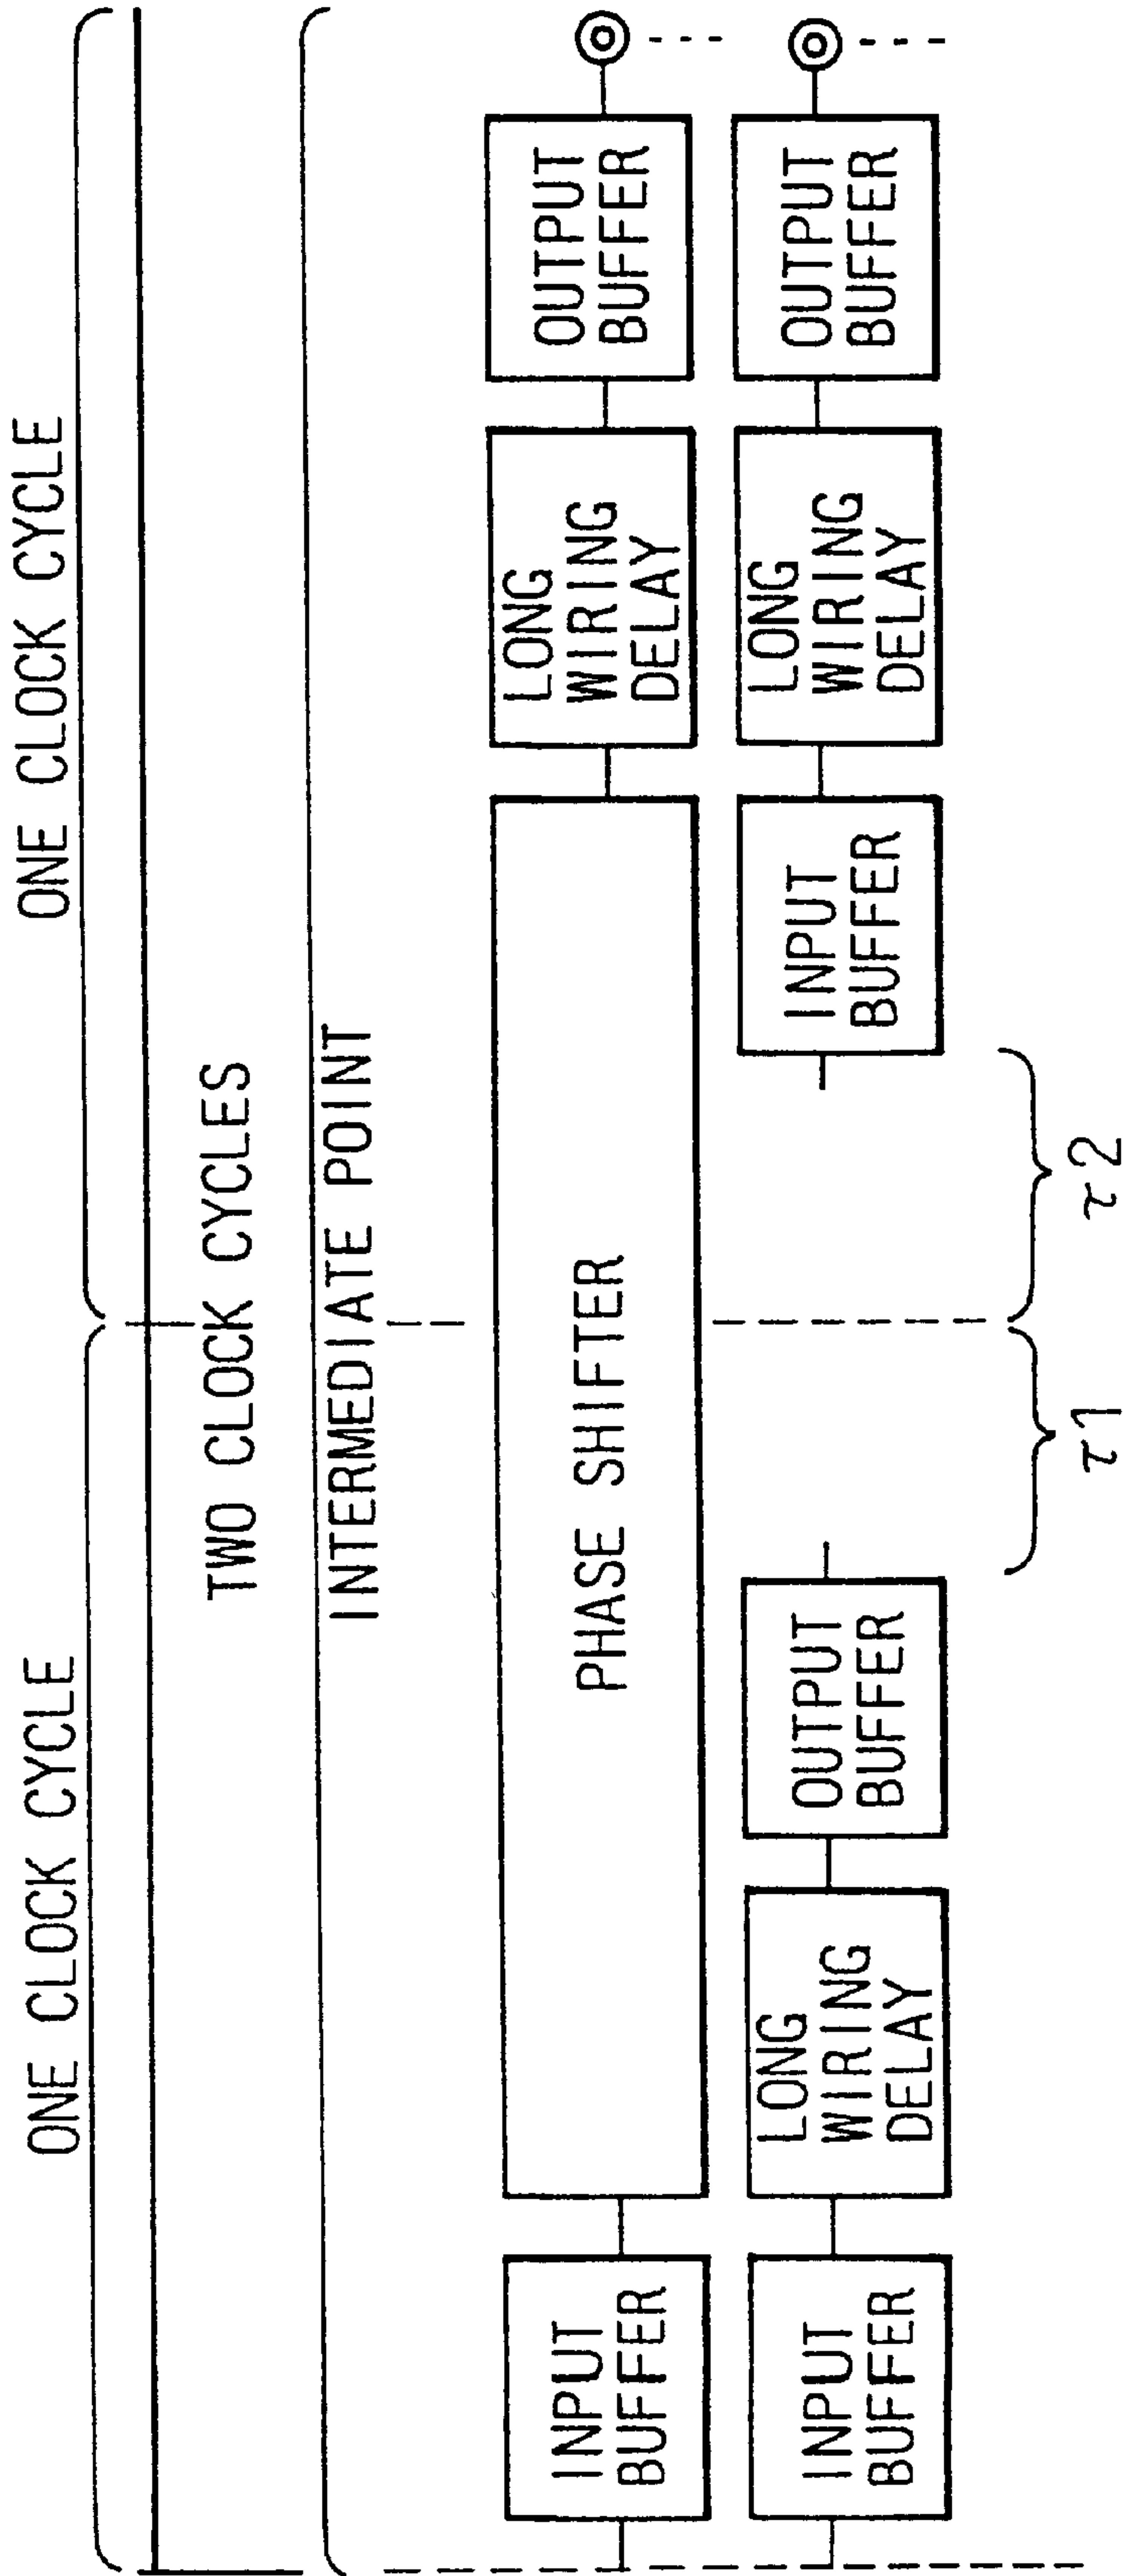 ONE CLOCK CYCLE
ONE CLOCK CYCLE
TWO CLOCK CYCLES
INTERMEDIATE POINT
INPUT
BUFFER
PHASE SHIFTER
LONG
WIRING
DELAY
OUTPUT
BUFFER
INPUT
BUFFER
LONG
WIRING
DELAY
OUTPUT
BUFFER
INPUT
BUFFER
LONG
WIRING
DELAY
OUTPUT
BUFFER
τ1
τ2